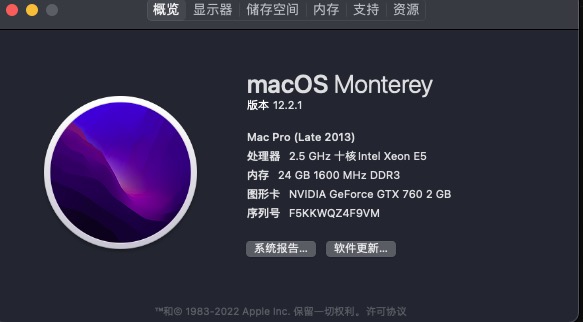 概览 显示器 储存空间 内存 支持 资源
macOS Monterey
版本 12.2.1
Mac Pro (Late 2013)
处理器 2.5 GHz 十核Intel Xeon E5
内存 24 GB 1600 MHz DDR3
图形卡 NVIDIA GeForce GTX 760 2 GB
序列号 F5KKWQZ4F9VM
系统报告... 软件更新...
™和© 1983-2022 Apple Inc. 保留一切权利。许可协议